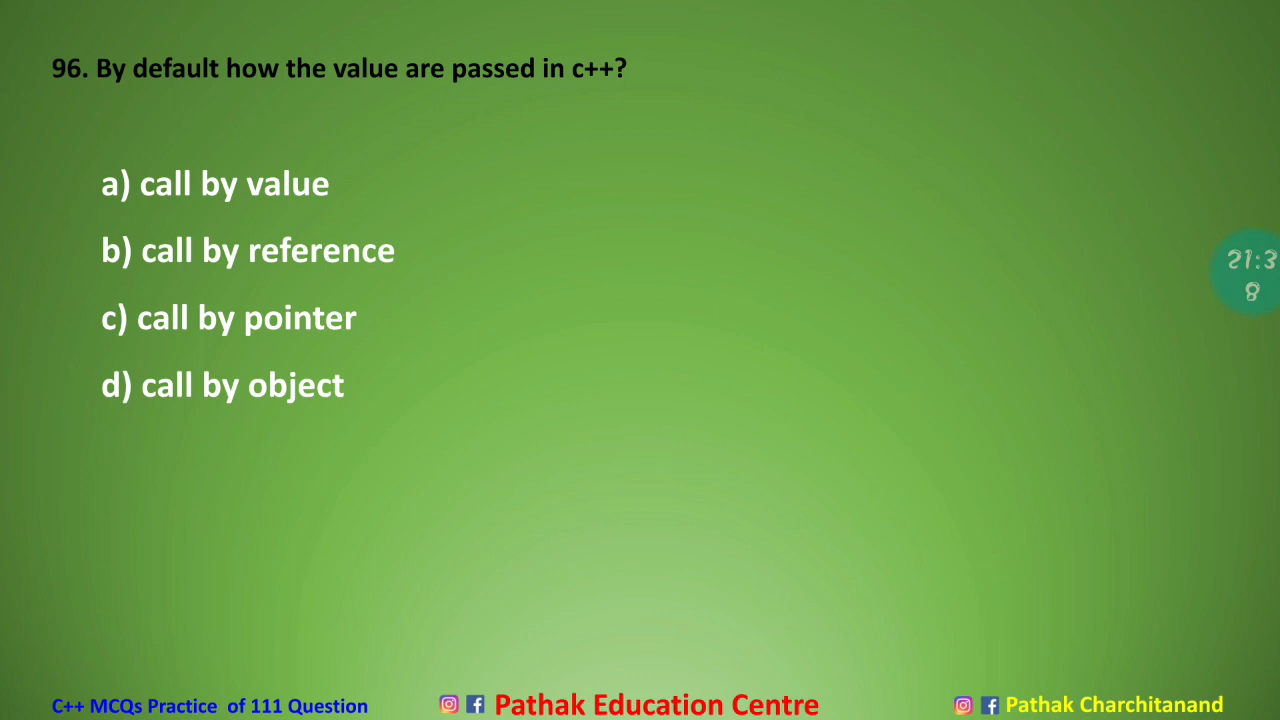 96. By default how the value are passed in c++?
a) call by value
b) call by reference
c) call by pointer
d) call by object
21:3
8
C++ MCQs Practice of 111 Question
Pathak Education Centre
Pathak Charchitanand